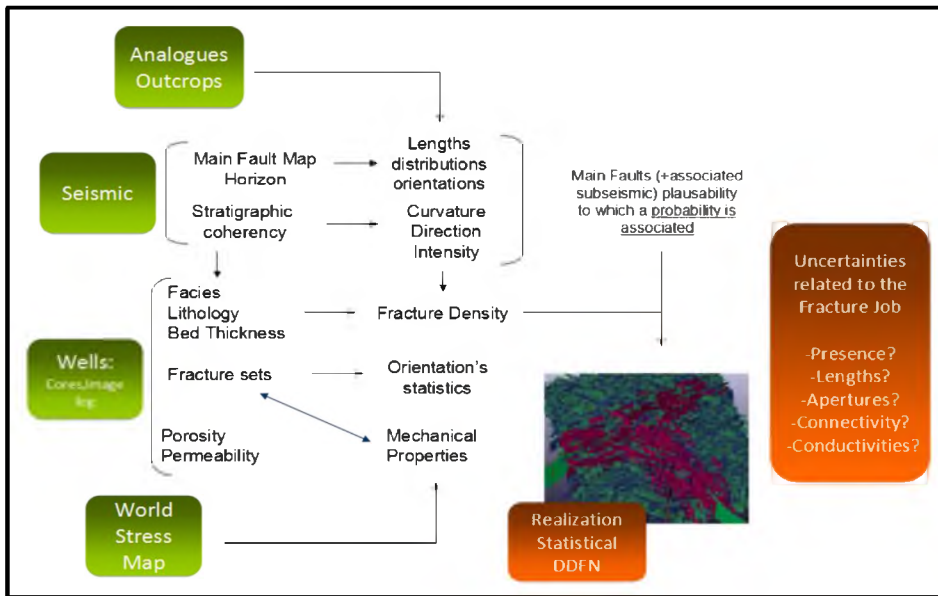 Analogues
Outcrops
Seismic
Main Fault Map
Horizon
Stratigraphic
coherency
Lengths
distributions
orientations
Curvature
Direction
Intensity
Main Faults (+associated
subseismic) plausability
to which a probability is
associated
Wells:
Cores,Image
log
Facies
Lithology
Bed Thickness
Fracture Density
Fracture sets
Orientation's
statistics
Porosity
Permeability
Mechanical
Properties
World
Stress
Map
Realization
Statistical
DDFN
Uncertainties
related to the
Fracture Job
-Presence?
-Lengths?
-Apertures?
-Connectivity?
-Conductivities?